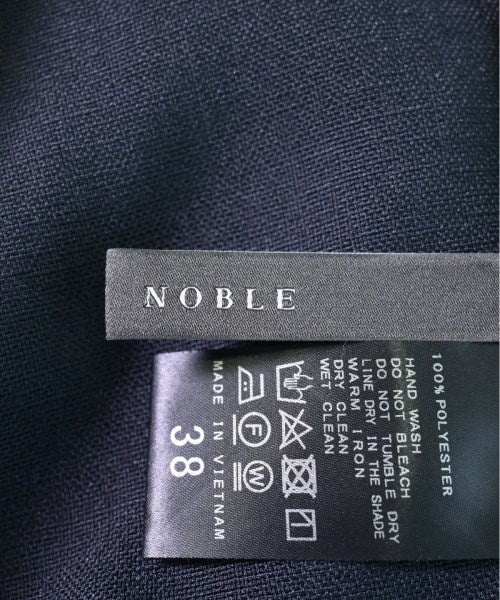 NOBLE
100% POLYESTER
HAND WASH
DO NOT BLEACH
DO NOT TUMBLE DRY
LINE DRY IN THE SHADE
WARM IRON
DRY CLEAN
WET CLEAN
F
W
MADE IN VIETNAM
38